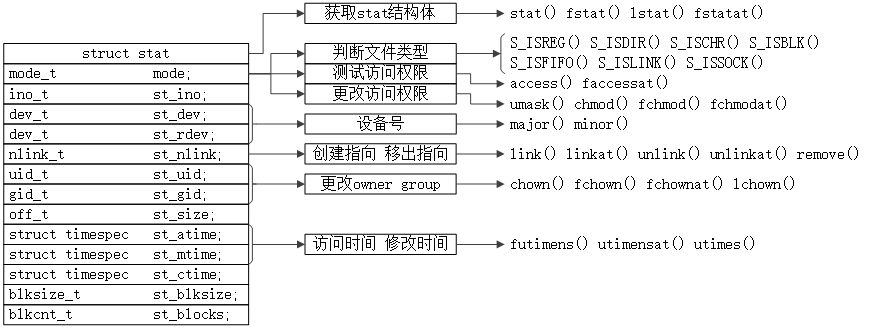 获取stat结构体 stat() fstat() lstat() fstatat()
struct stat
判断文件类型 S_ISREG() S_ISDIR() S_ISCHR() S_ISBLK()
S_ISFIFO() S_ISLINK() S_ISSOCK()
mode_t mode;
测试访问权限 access() faccessat()
ino_t st_ino;
更改访问权限 umask() chmod() fchmod() fchmodat()
dev_t st_dev;
设备号 major() minor()
dev_t st_rdev;
nlink_t st_nlink;
创建指向 移出指向 link() linkat() unlink() unlinkat() remove()
uid_t st_uid;
更改owner group chown() fchown() fchownat() lchown()
gid_t st_gid;
off_t st_size;
struct timespec st_atime;
访问时间 修改时间 futimens() utimensat() utimes()
struct timespec st_mtime;
struct timespec st_ctime;
blksize_t st_blksize;
blkcnt_t st_blocks;